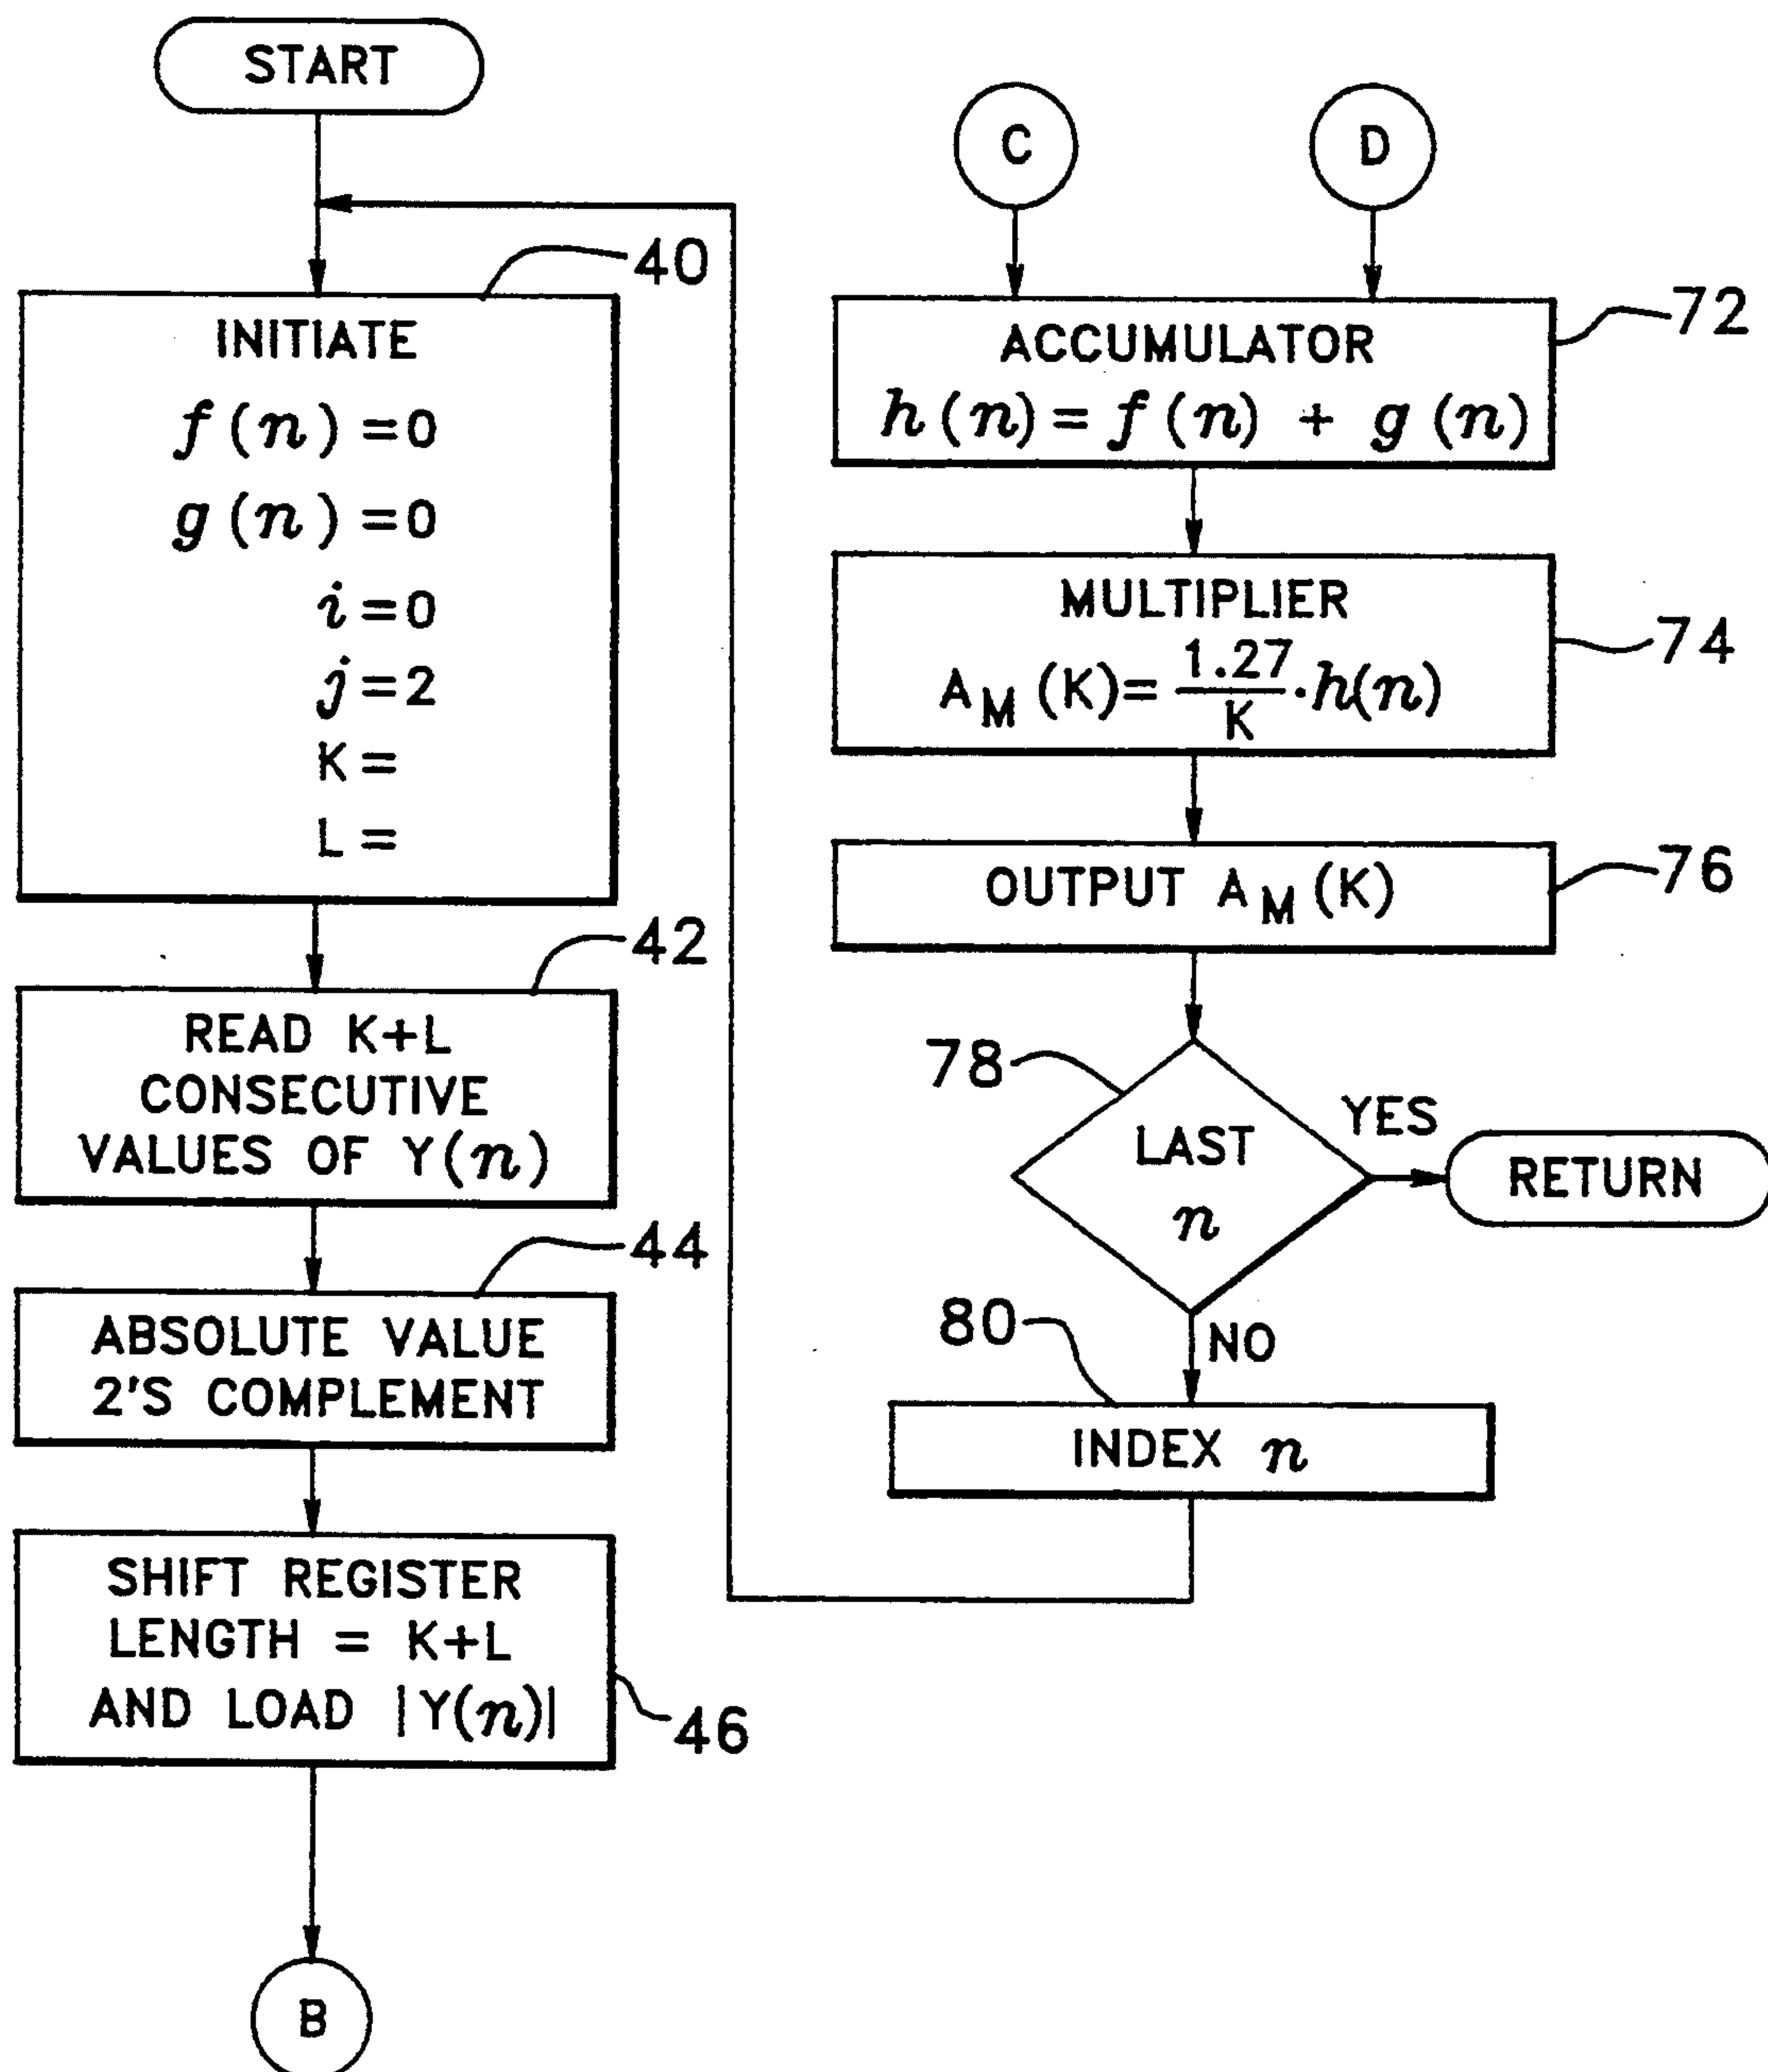 START
40
INITIATE
f(n)=0
g(n)=0
i=0
j=2
K=
L=
42
READ K+L
CONSECUTIVE
VALUES OF Y(n)
44
ABSOLUTE VALUE
2'S COMPLEMENT
SHIFT REGISTER
LENGTH = K+L
AND LOAD |Y(n)|
46
B
C
D
72
ACCUMULATOR
h(n)= f(n) + g(n)
74
MULTIPLIER
A_M(K)= 1.27/K · h(n)
76
OUTPUT A_M(K)
78
LAST
n
YES
RETURN
NO
80
INDEX n